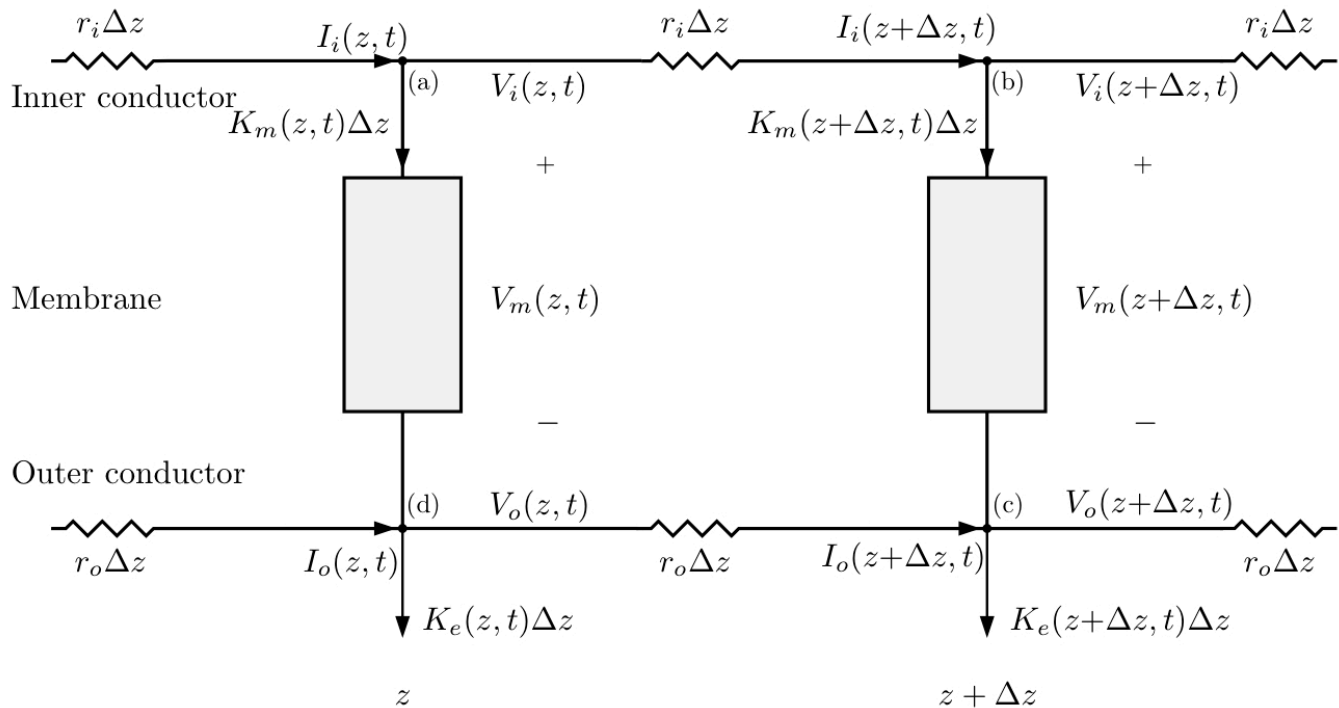 r_iΔz I_i(z,t) r_iΔz I_i(z+Δz,t) r_iΔz
(a) V_i(z,t) (b) V_i(z+Δz,t)
Inner conductor
K_m(z,t)Δz K_m(z+Δz,t)Δz
+ +
Membrane V_m(z,t) V_m(z+Δz,t)
− −
Outer conductor
(d) V_o(z,t) (c) V_o(z+Δz,t)
r_oΔz I_o(z,t) r_oΔz I_o(z+Δz,t) r_oΔz
K_e(z,t)Δz K_e(z+Δz,t)Δz
z z + Δz